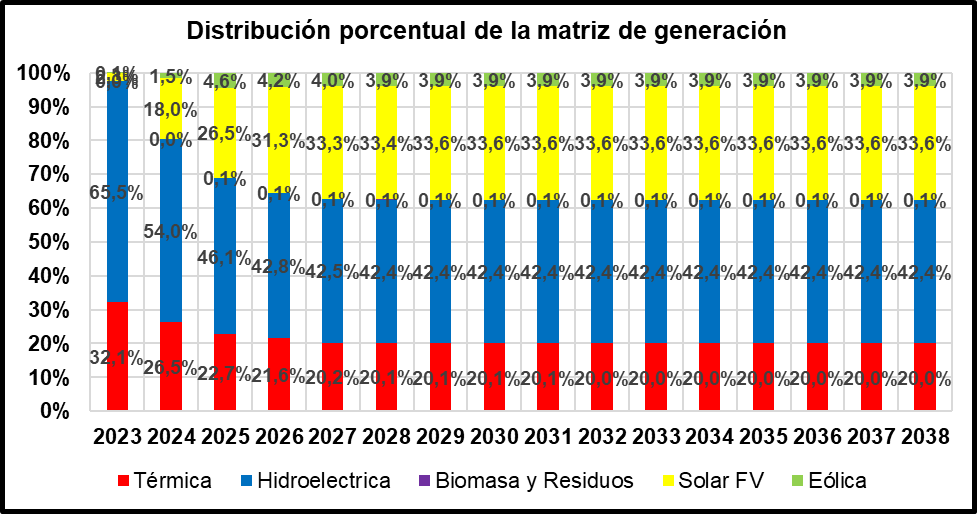 Distribución porcentual de la matriz de generación
100%
90%
80%
70%
60%
50%
40%
30%
20%
10%
0%
0,1% 1,5% 4,6% 4,2% 4,0% 3,9% 3,9% 3,9% 3,9% 3,9% 3,9% 3,9% 3,9% 3,9% 3,9% 3,9%
18,0% 26,5% 31,3% 33,3% 33,4% 33,6% 33,6% 33,6% 33,6% 33,6% 33,6% 33,6% 33,6% 33,6% 33,6%
0,0% 0,1% 0,1% 0,1% 0,1% 0,1% 0,1% 0,1% 0,1% 0,1% 0,1% 0,1% 0,1% 0,1% 0,1%
65,5% 54,0% 46,1% 42,8% 42,5% 42,4% 42,4% 42,4% 42,4% 42,4% 42,4% 42,4% 42,4% 42,4% 42,4% 42,4%
32,1% 26,5% 22,7% 21,6% 20,2% 20,1% 20,1% 20,1% 20,1% 20,0% 20,0% 20,0% 20,0% 20,0% 20,0% 20,0%
2023 2024 2025 2026 2027 2028 2029 2030 2031 2032 2033 2034 2035 2036 2037 2038
Térmica Hidroelectrica Biomasa y Residuos Solar FV Eólica